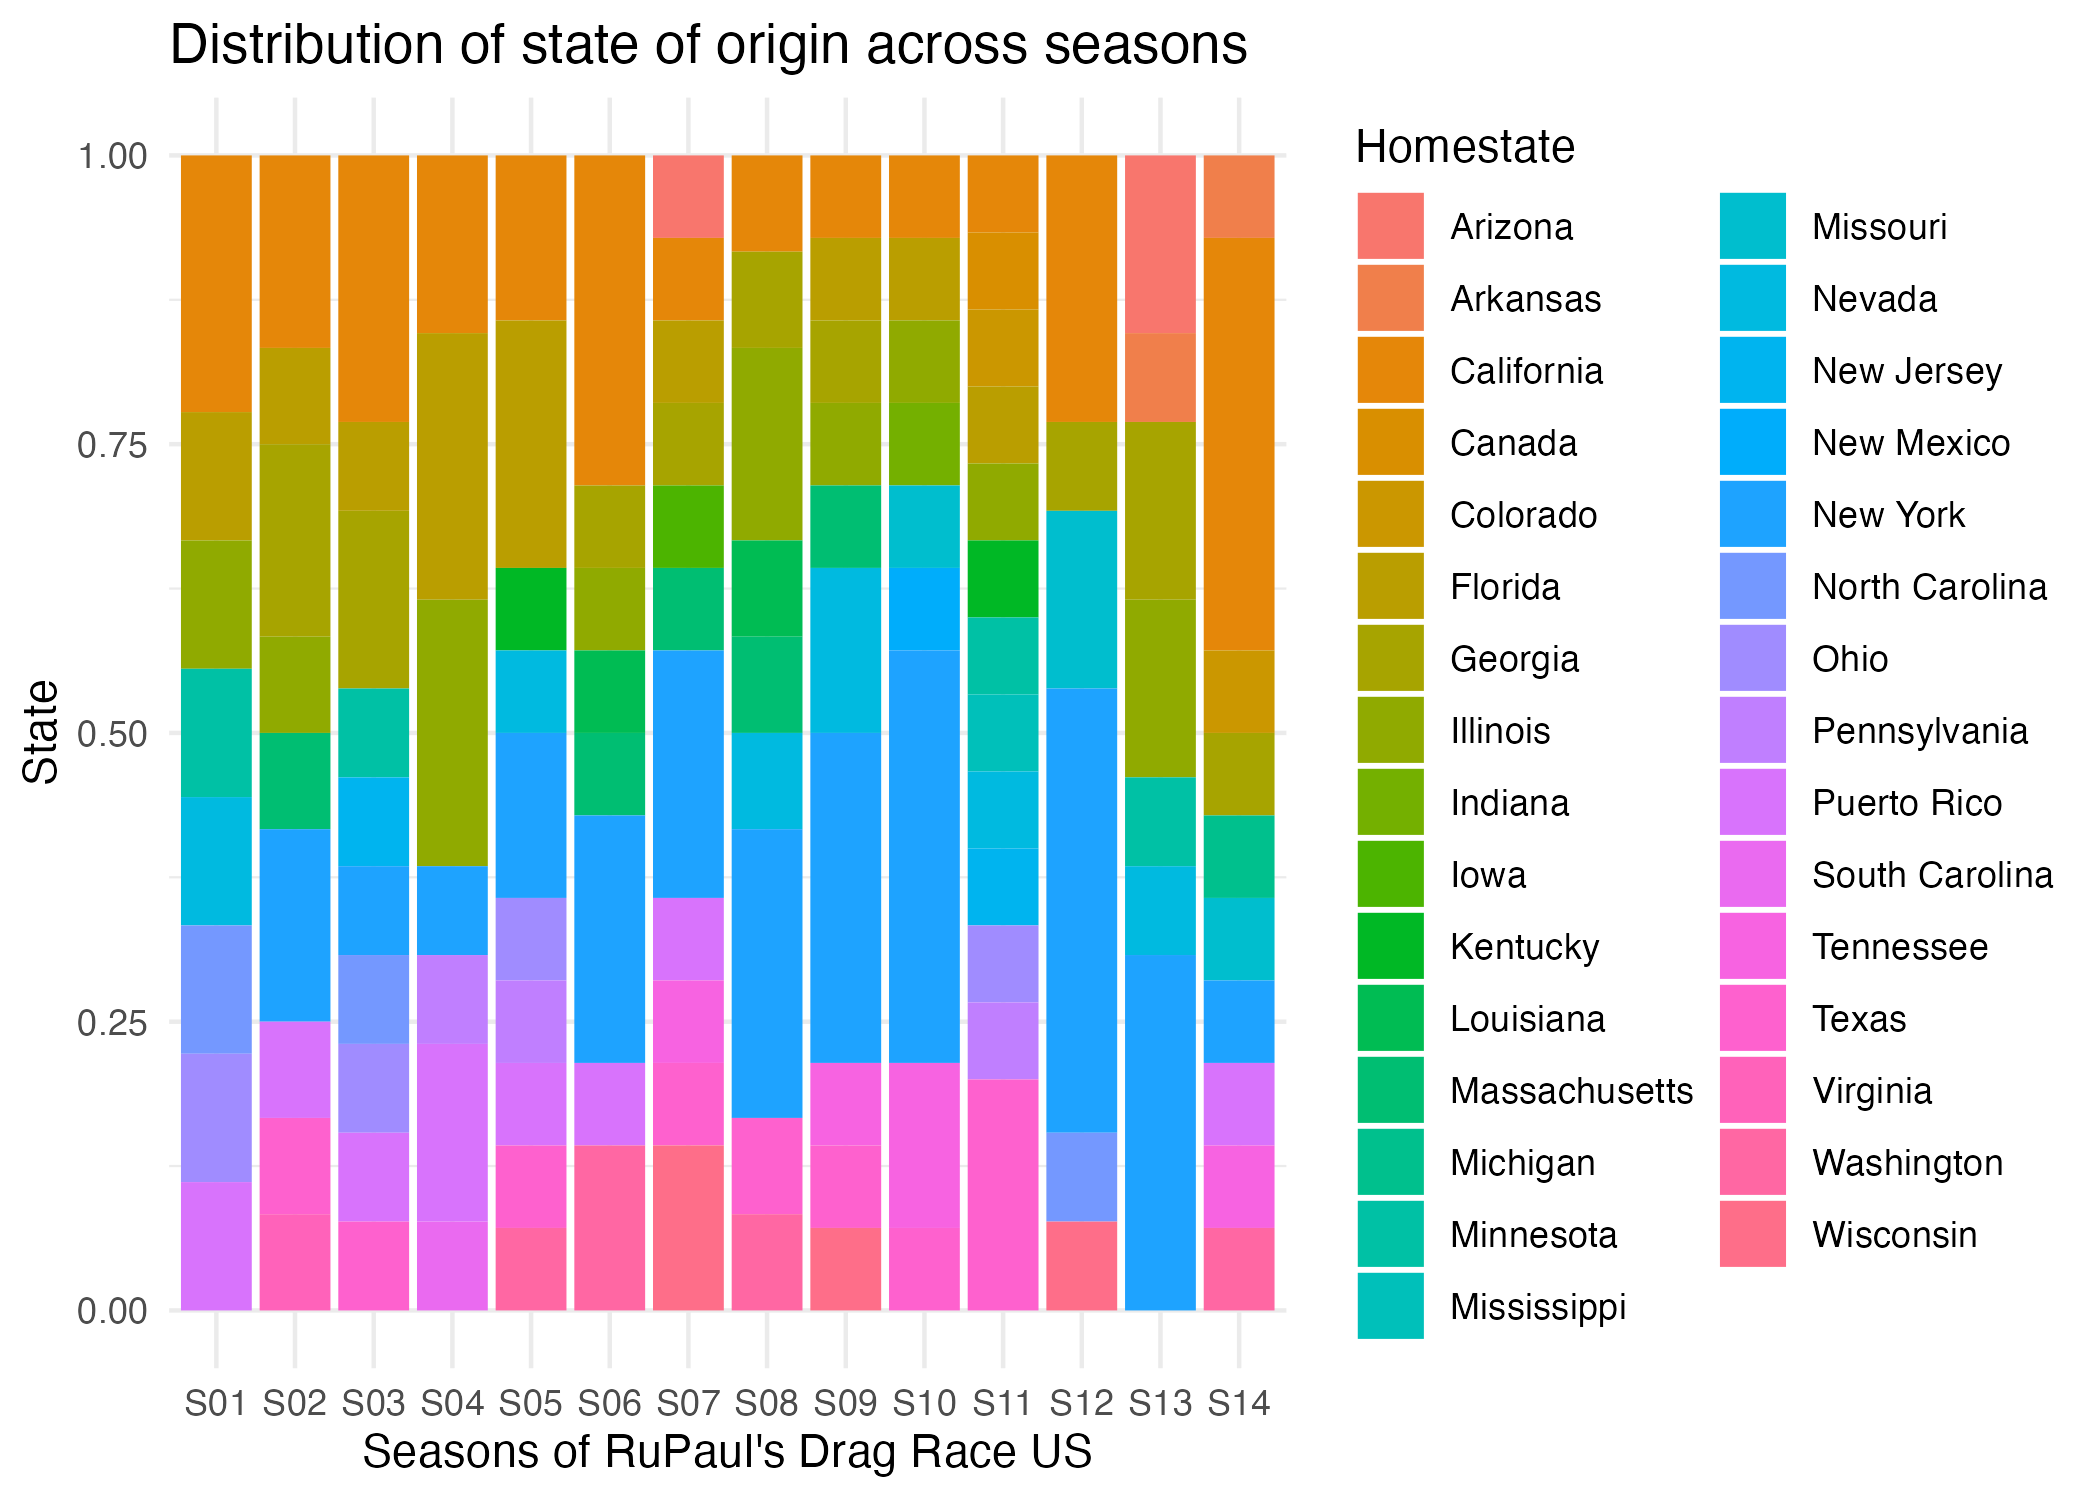 Distribution of state of origin across seasons
State
1.00
0.75
0.50
0.25
0.00
S01 S02 S03 S04 S05 S06 S07 S08 S09 S10 S11 S12 S13 S14
Seasons of RuPaul's Drag Race US
Homestate
Arizona
Arkansas
California
Canada
Colorado
Florida
Georgia
Illinois
Indiana
Iowa
Kentucky
Louisiana
Massachusetts
Michigan
Minnesota
Mississippi
Missouri
Nevada
New Jersey
New Mexico
New York
North Carolina
Ohio
Pennsylvania
Puerto Rico
South Carolina
Tennessee
Texas
Virginia
Washington
Wisconsin